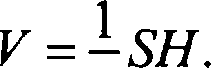 V = 1⁄ SH.